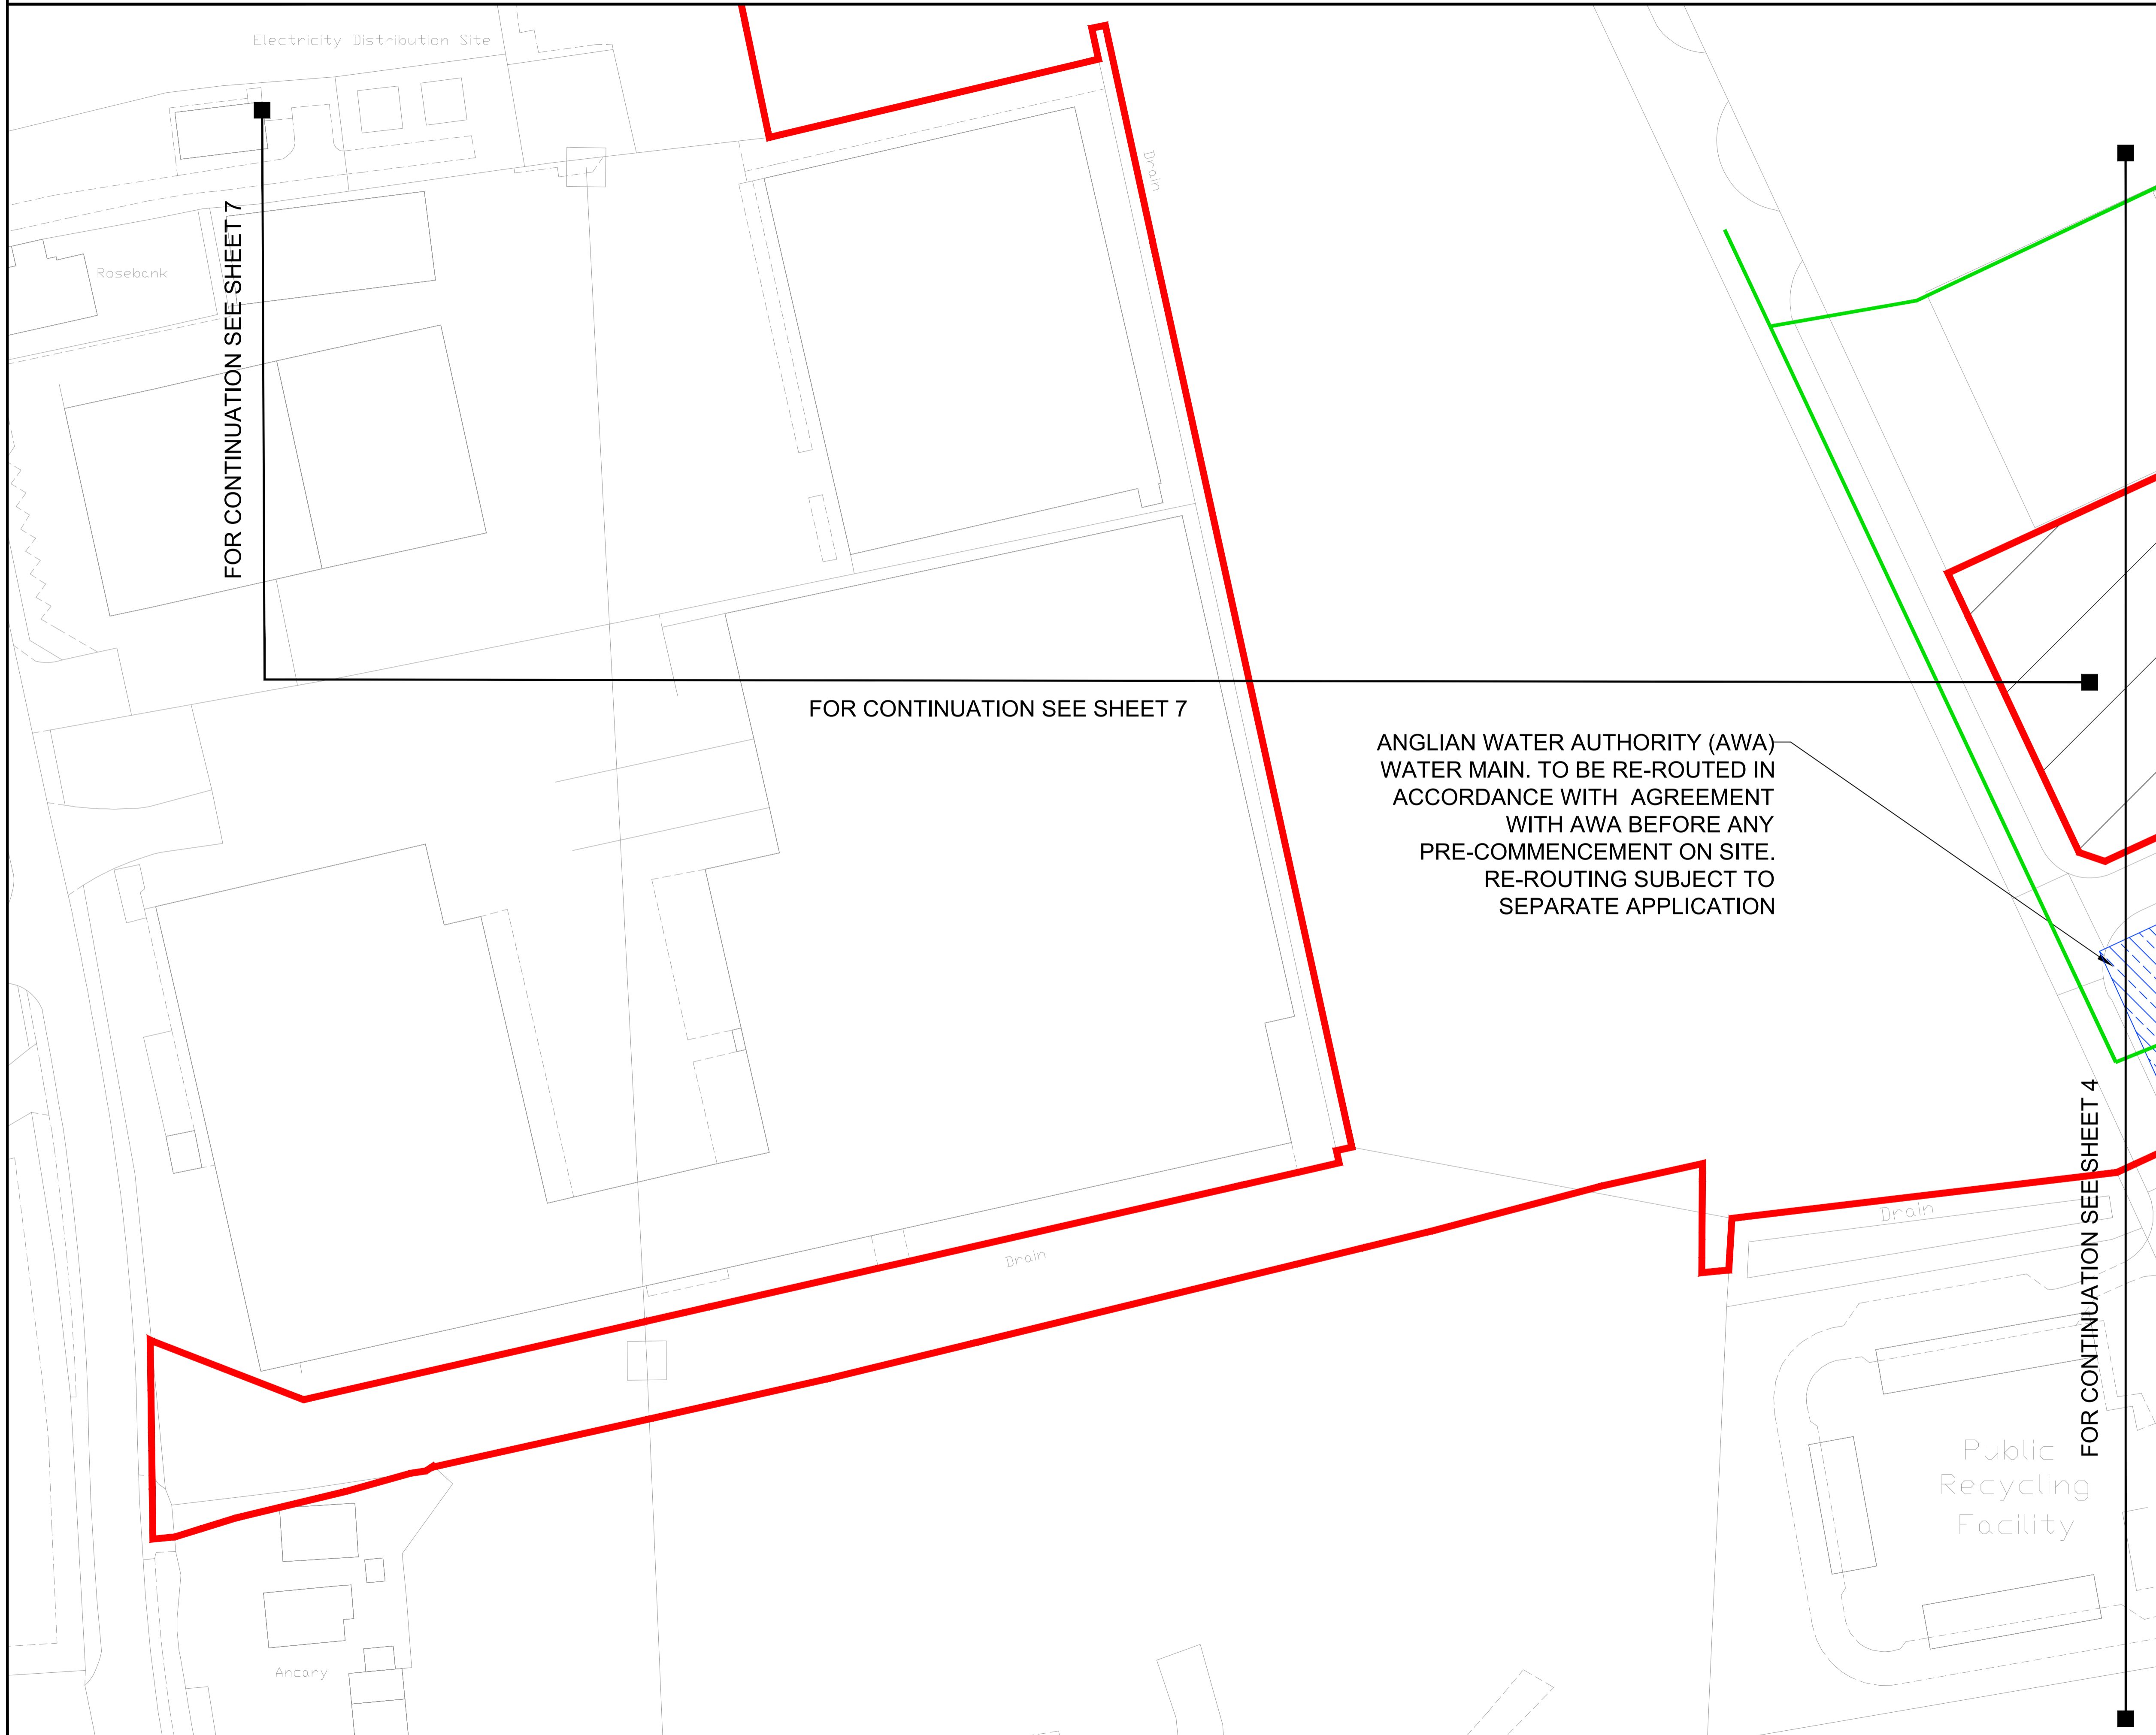 Electricity Distribution Site
Drain
FOR CONTINUATION SEE SHEET 7
Rosebank
FOR CONTINUATION SEE SHEET 7
ANGLIAN WATER AUTHORITY (AWA)
WATER MAIN. TO BE RE-ROUTED IN
ACCORDANCE WITH AGREEMENT
WITH AWA BEFORE ANY
PRE-COMMENCEMENT ON SITE.
RE-ROUTING SUBJECT TO
SEPARATE APPLICATION
FOR CONTINUATION SEE SHEET 4
Drain
Drain
Public
Recycling
Facility
Ancary